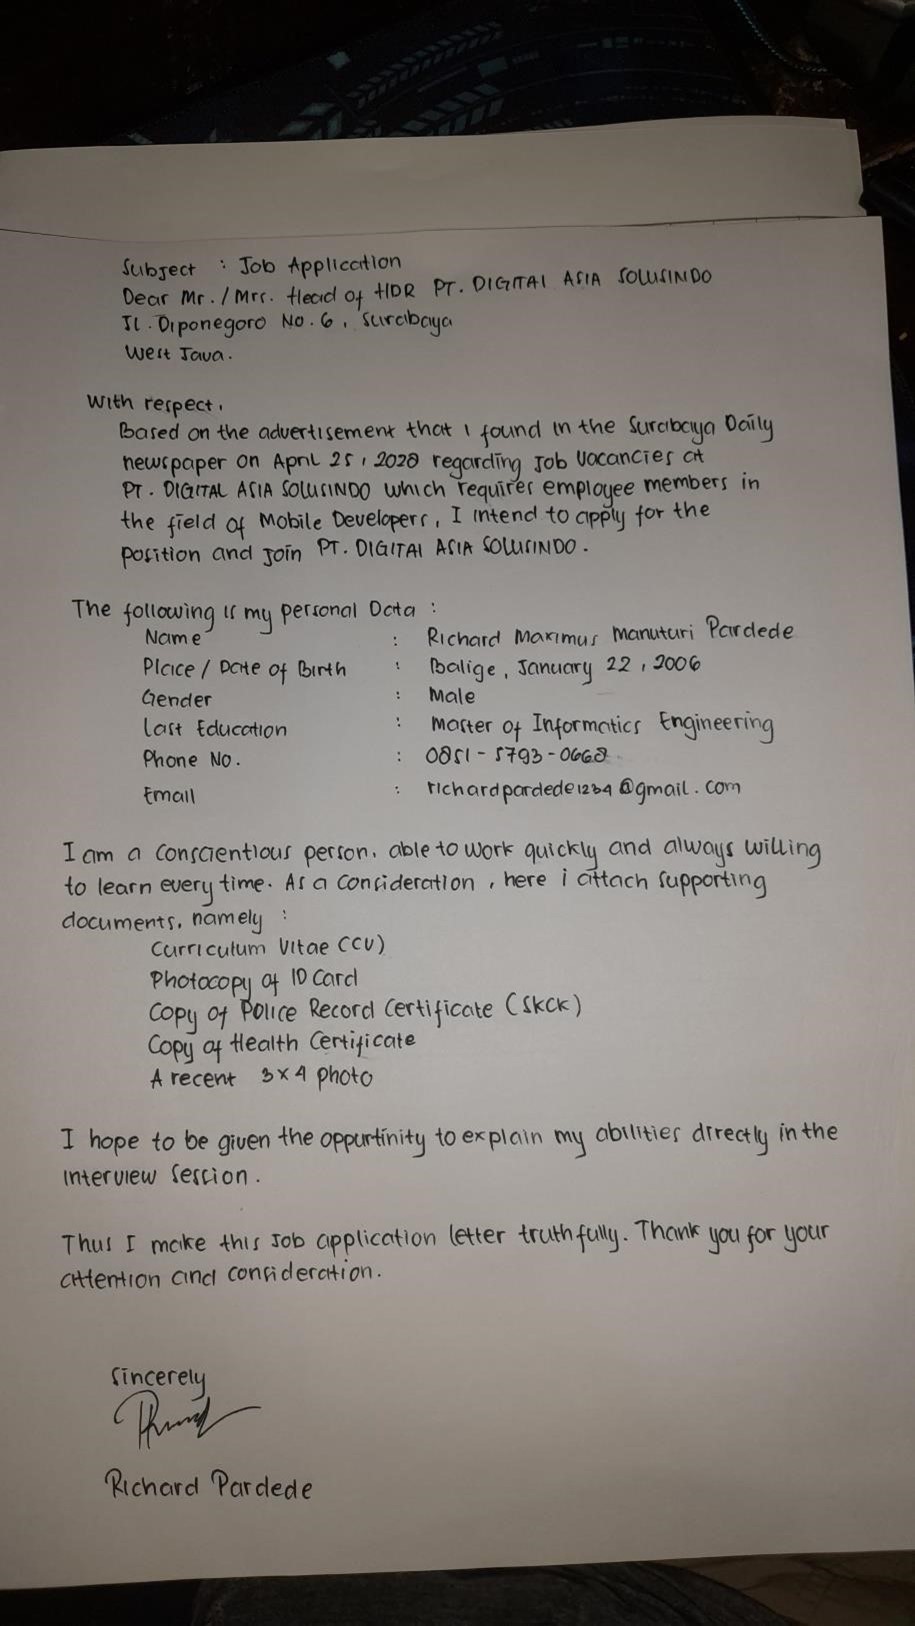 Subject : Job Application
Dear Mr. / Mrs. Head of HDR PT. DIGITAL ASIA SOLUSINDO
Jl. Diponegoro No. 6, Surabaya
West Java.
With respect,
Based on the advertisement that I found in the Surabaya Daily
newspaper on April 25, 2028 regarding Job Vacancies at
PT. DIGITAL ASIA SOLUSINDO which requires employee members in
the field of Mobile Developers, I intend to apply for the
position and join PT. DIGITAL ASIA SOLUSINDO.
The following is my personal Data :
Name : Richard Maximus Manuturi Pardede
Place / Date of Birth : Balige, January 22, 2006
Gender : Male
Last Education : Master of Informatics Engineering
Phone No. : 0851-5793-0668
Email : richardpardede1234@gmail.com
I am a conscientious person, able to work quickly and always willing
to learn every time. As a consideration, here i attach supporting
documents, namely :
Curriculum Vitae (CV)
Photocopy of ID Card
Copy of Police Record Certificate (SKCK)
Copy of Health Certificate
A recent 3x4 photo
I hope to be given the oppurtinity to explain my abilities directly in the
interview session.
Thus I make this job application letter truthfully. Thank you for your
attention and consideration.
Sincerely
Richard Pardede